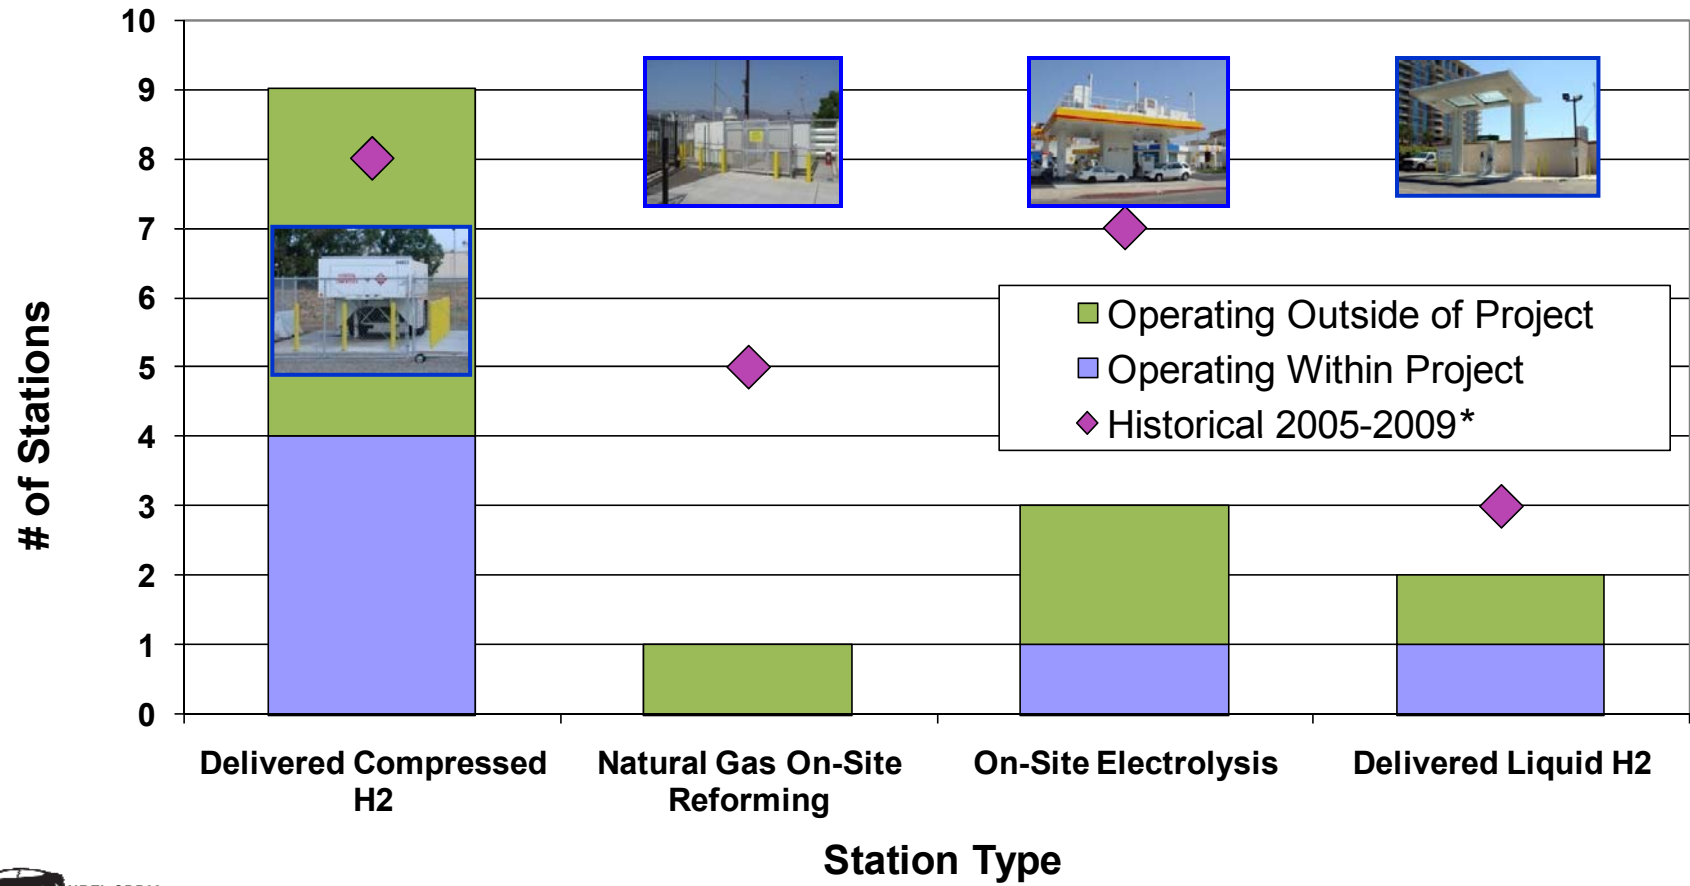 10
9
8
7
6
5
4
3
2
1
0
# of Stations
Operating Outside of Project
Operating Within Project
Historical 2005-2009*
Delivered Compressed
H2
Natural Gas On-Site
Reforming
On-Site Electrolysis
Delivered Liquid H2
Station Type